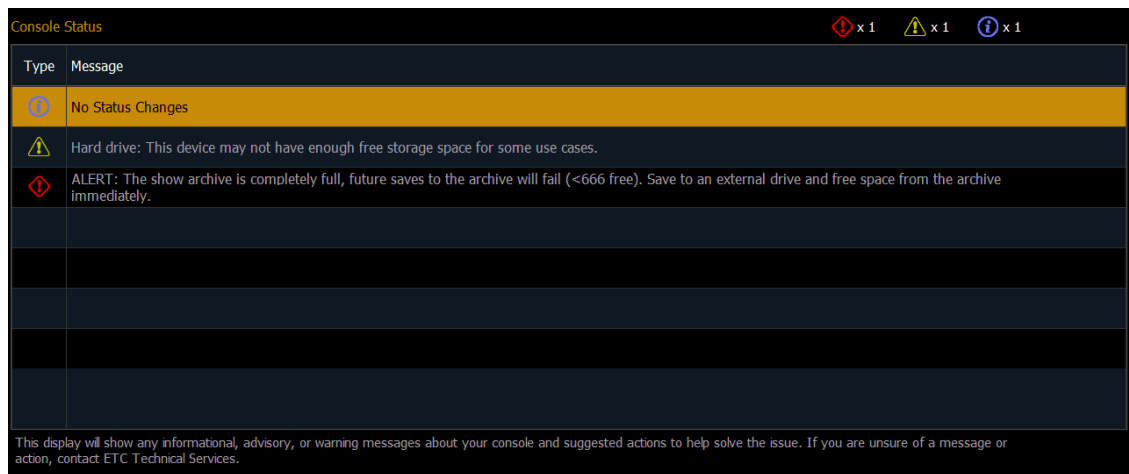 Console Status
x 1
x 1
x 1
Type Message
No Status Changes
Hard drive: This device may not have enough free storage space for some use cases.
ALERT: The show archive is completely full, future saves to the archive will fail (<666 free). Save to an external drive and free space from the archive
immediately.
This display will show any informational, advisory, or warning messages about your console and suggested actions to help solve the issue. If you are unsure of a message or
action, contact ETC Technical Services.